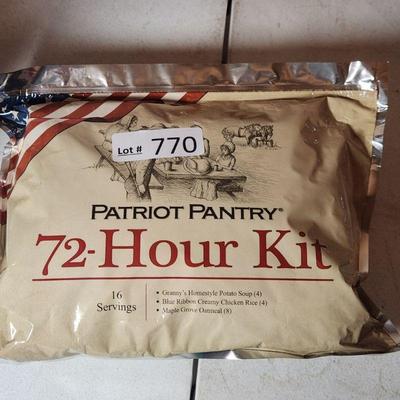 Lot # 770
PATRIOT PANTRY®
72-Hour Kit
16 Servings
• Granny's Homestyle Potato Soup (4)
• Blue Ribbon Creamy Chicken Rice (4)
• Maple Grove Oatmeal (8)